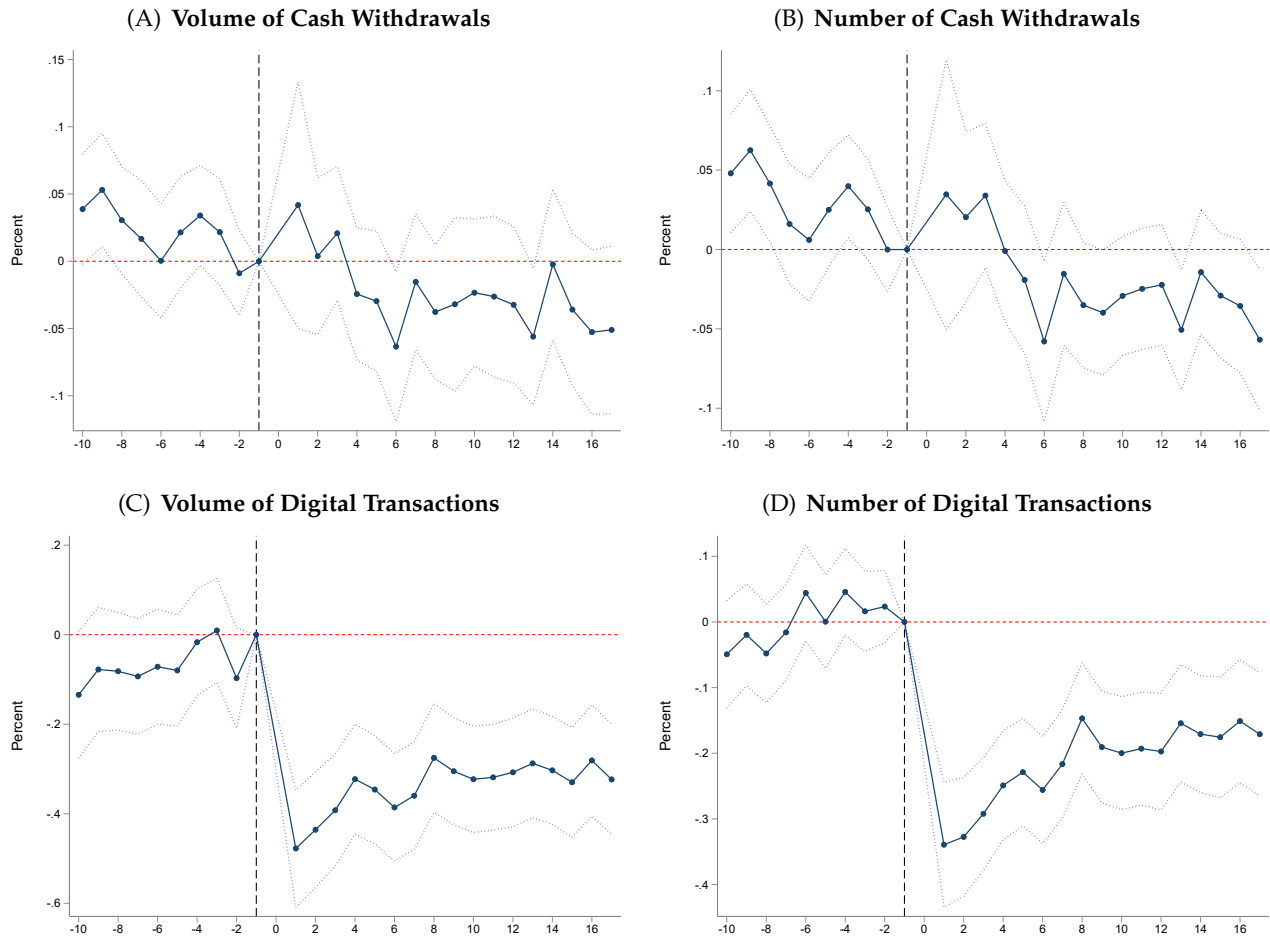 (A) Volume of Cash Withdrawals
Percent
.15
.1
.05
0
-.05
-.1
-10 -8 -6 -4 -2 0 2 4 6 8 10 12 14 16
(B) Number of Cash Withdrawals
Percent
.1
.05
0
-.05
-.1
-10 -8 -6 -4 -2 0 2 4 6 8 10 12 14 16
(C) Volume of Digital Transactions
Percent
.2
0
-.2
-.4
-.6
-10 -8 -6 -4 -2 0 2 4 6 8 10 12 14 16
(D) Number of Digital Transactions
Percent
.1
0
-.1
-.2
-.3
-.4
-10 -8 -6 -4 -2 0 2 4 6 8 10 12 14 16